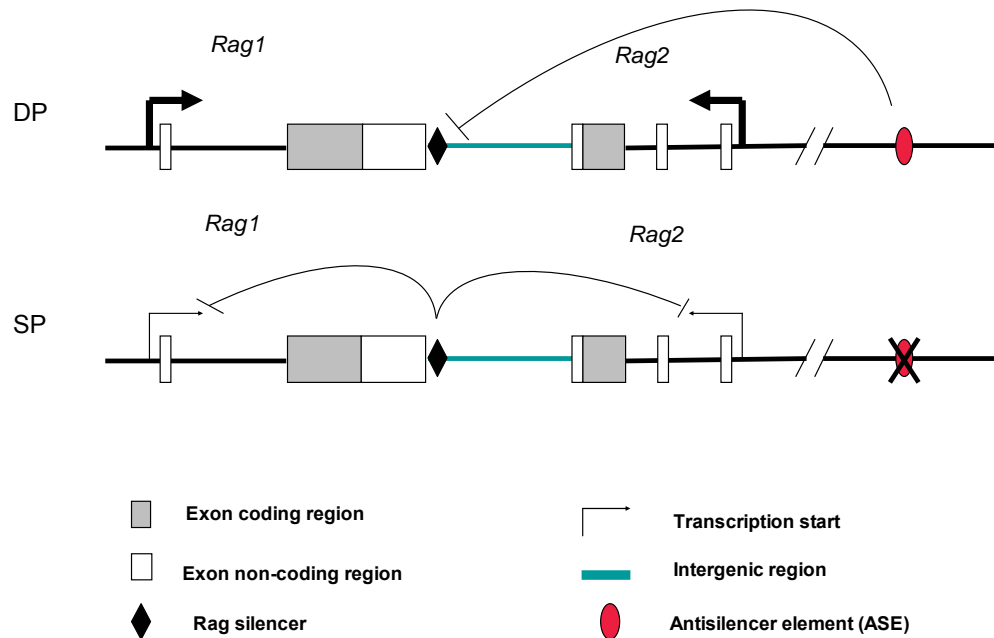 Rag1
Rag2
DP
Rag1
Rag2
SP
Exon coding region
Transcription start
Exon non-coding region
Intergenic region
Rag silencer
Antisilencer element (ASE)